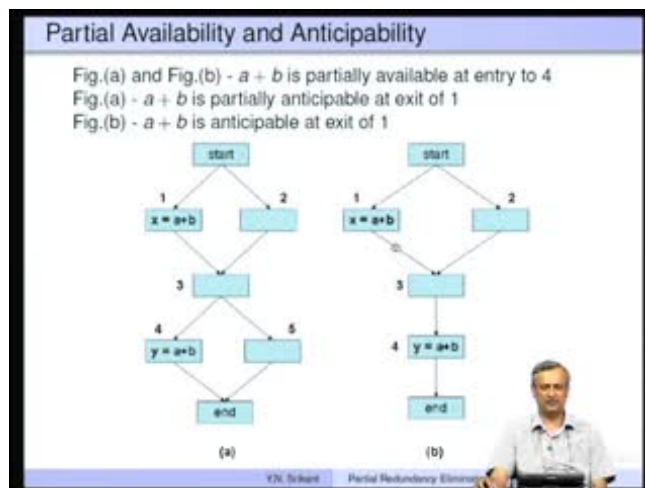 Partial Availability and Anticipability
Fig.(a) and Fig.(b) - a + b is partially available at entry to 4
Fig.(a) - a + b is partially anticipable at exit of 1
Fig.(b) - a + b is anticipable at exit of 1
start
1 2
x = a+b
3
4 5
y = a+b
end
(a)
start
1 2
x = a+b
3
4 y = a+b
end
(b)
Y.N. Srikant Partial Redundancy